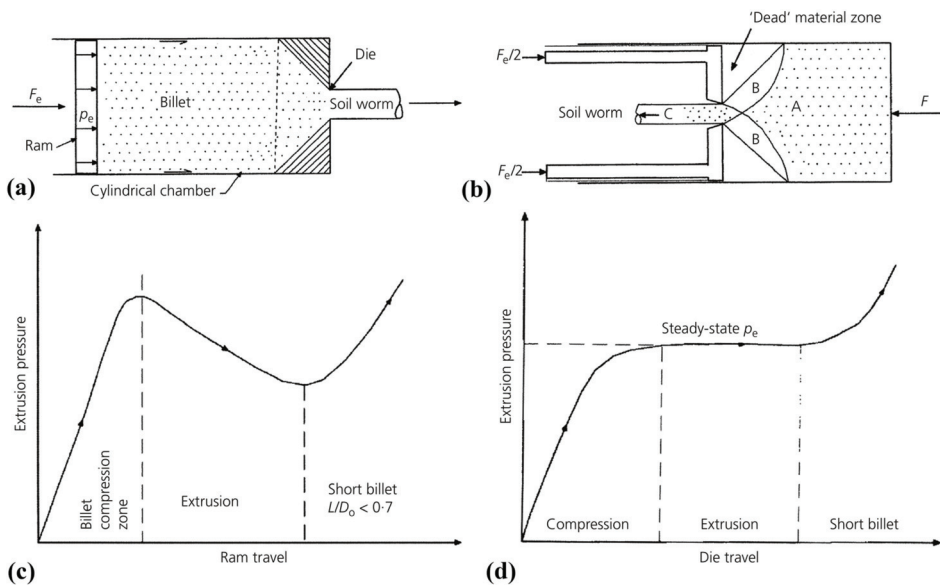 Die
Fe
pe
Billet
Soil worm
Ram
Cylindrical chamber
(a)
'Dead' material zone
Fe/2
B
A
Soil worm
C
F
B
Fe/2
(b)
Extrusion pressure
Billet
compression
zone
Extrusion
Short billet
L/Do < 0·7
Ram travel
(c)
Extrusion pressure
Steady-state pe
Compression
Extrusion
Short billet
Die travel
(d)